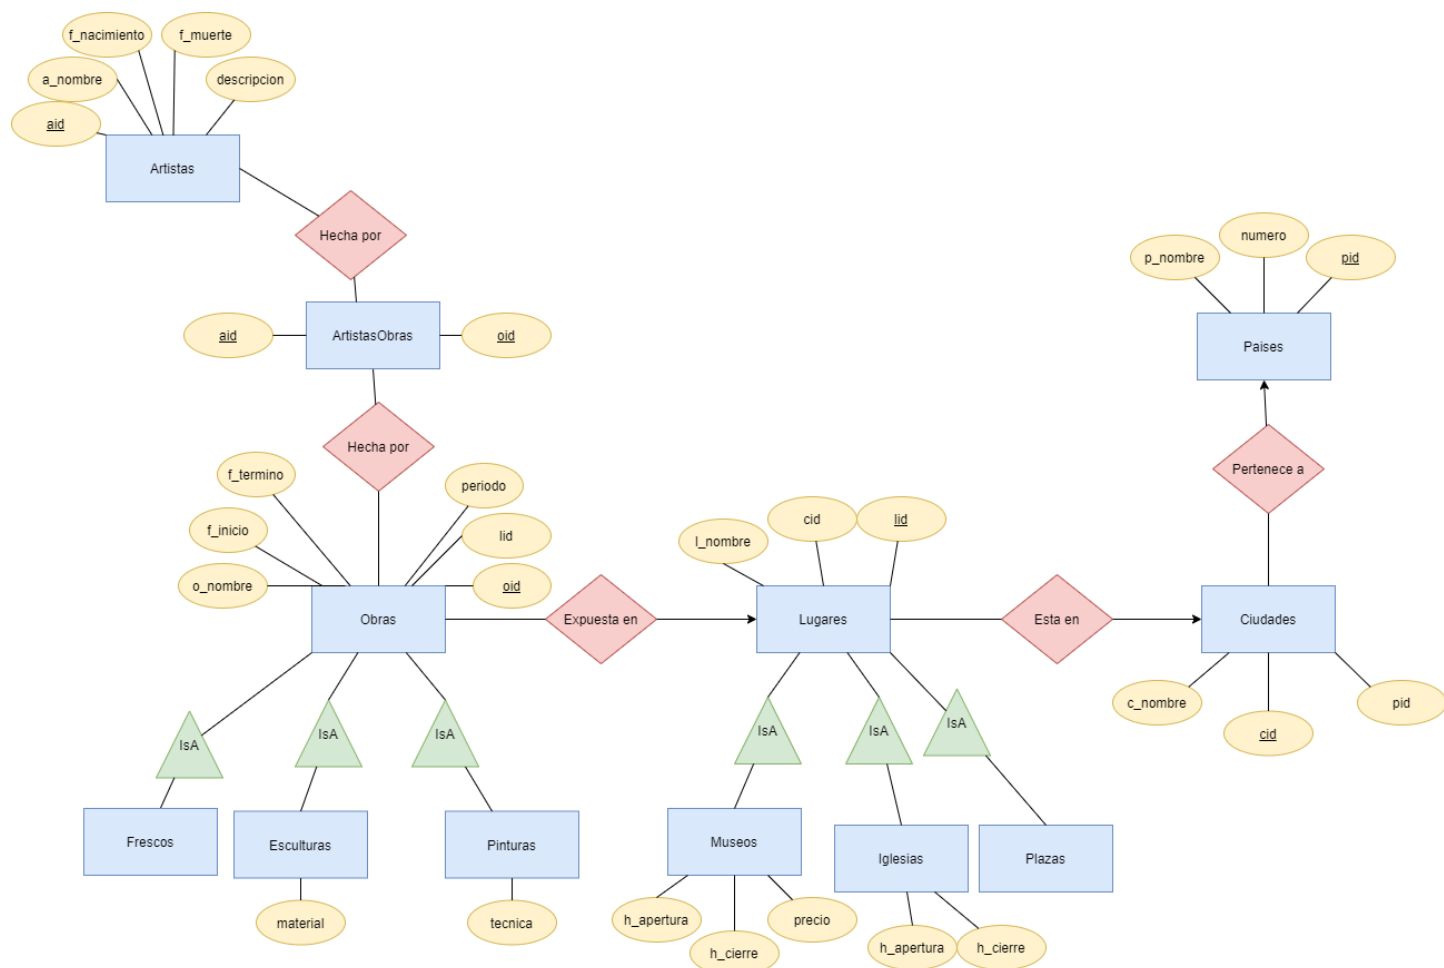 f_nacimiento
f_muerte
a_nombre
descripcion
aid
Artistas
Hecha por
numero
p_nombre
pid
aid
ArtistasObras
oid
Paises
Hecha por
f_termino
periodo
Pertenece a
f_inicio
lid
l_nombre
cid
lid
o_nombre
oid
Obras
Expuesta en
Lugares
Esta en
Ciudades
c_nombre
pid
cid
IsA
IsA
IsA
IsA
IsA
IsA
Frescos
Esculturas
Pinturas
Museos
Iglesias
Plazas
material
tecnica
h_apertura
precio
h_cierre
h_apertura
h_cierre